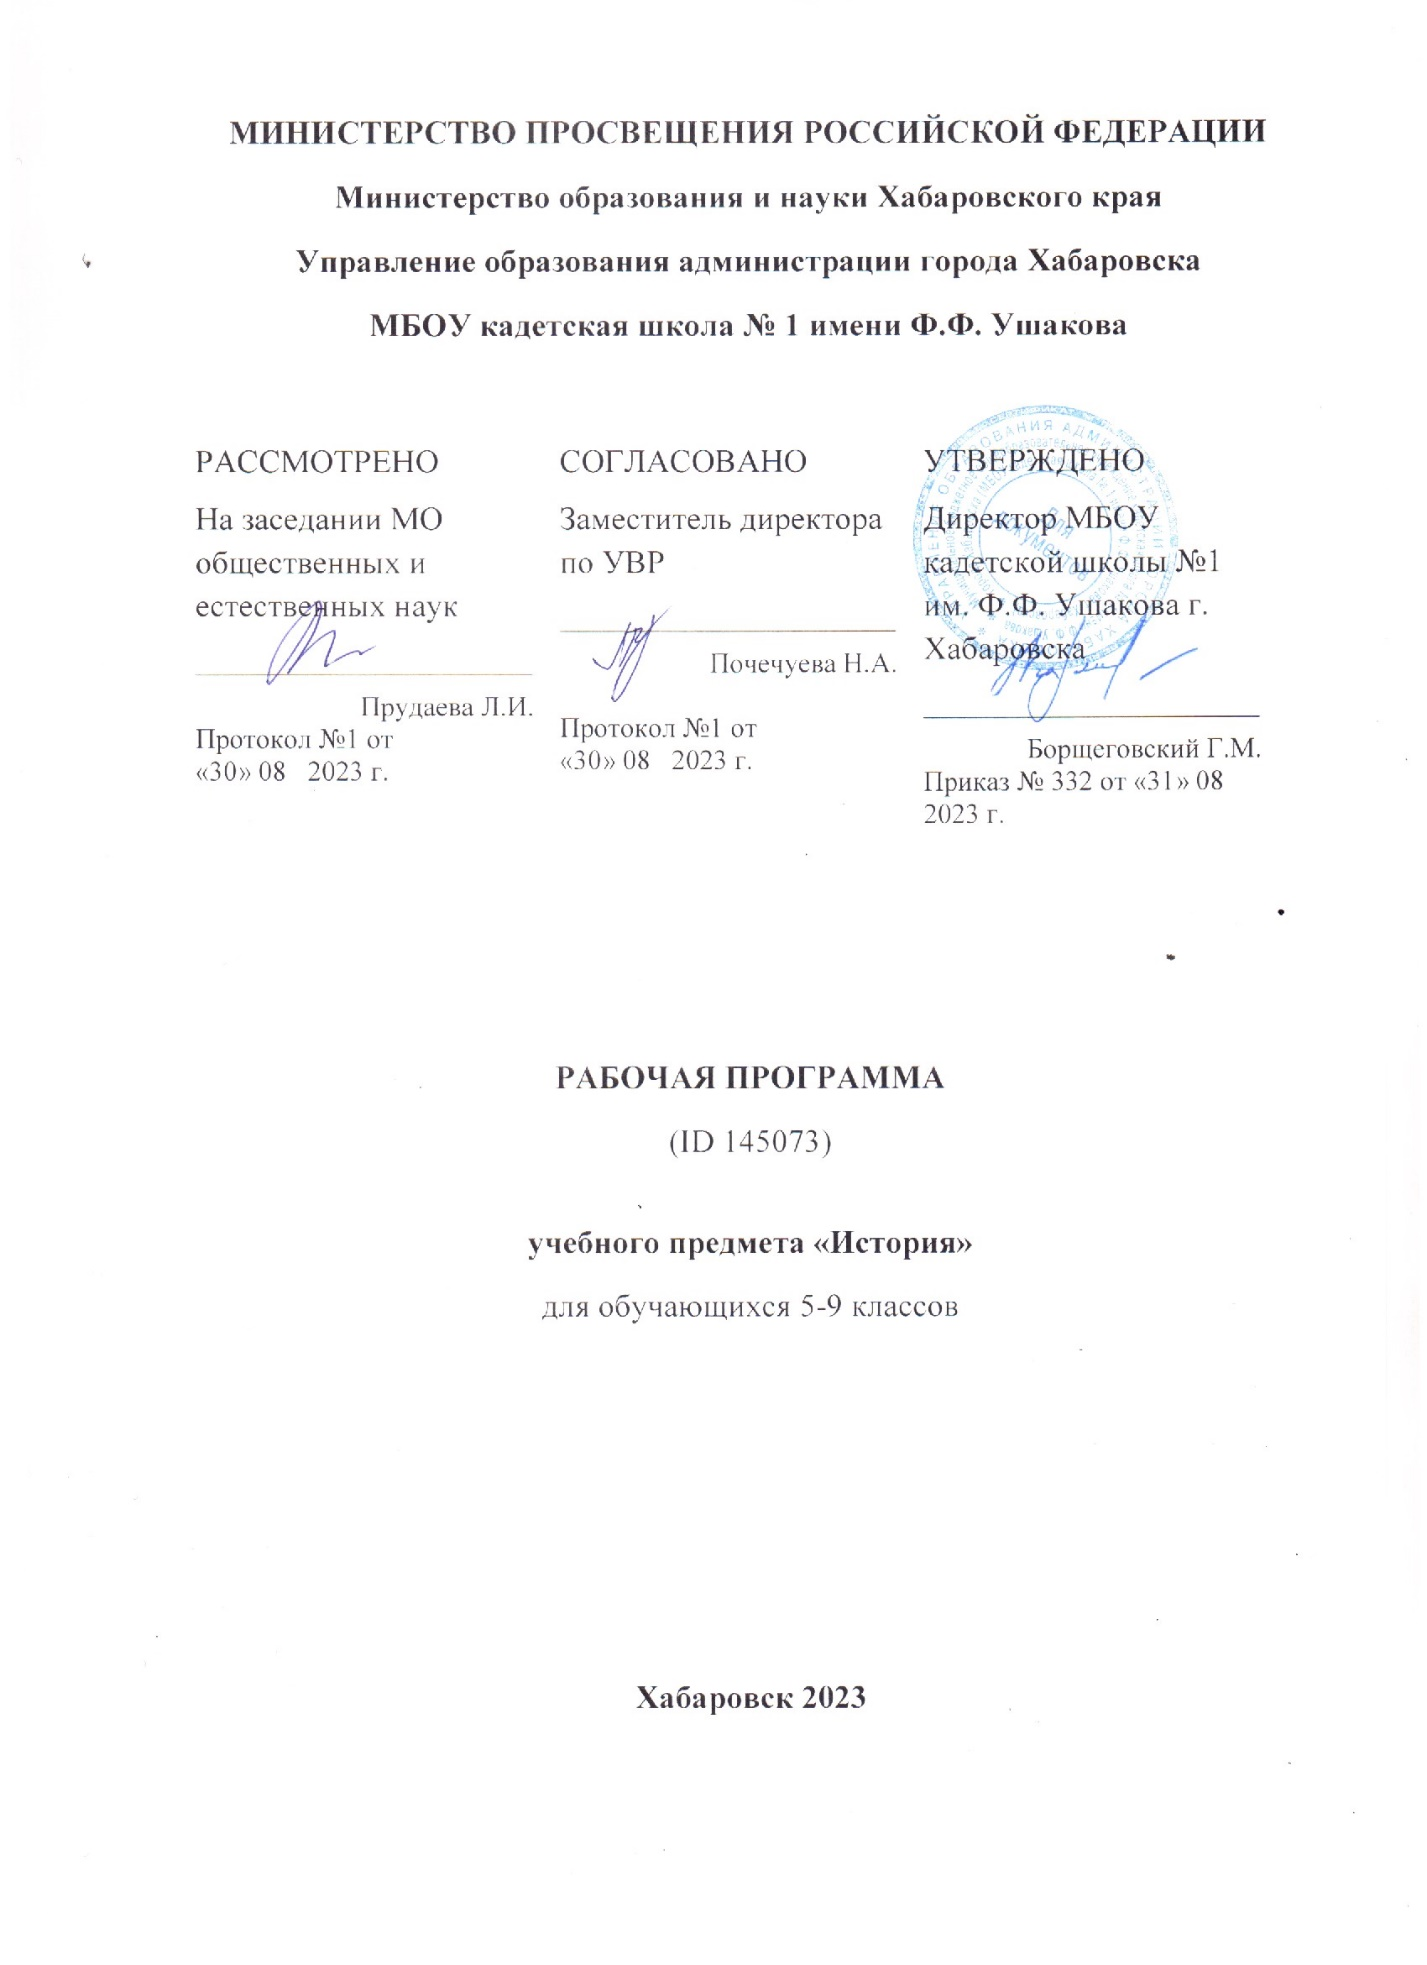 МИНИСТЕРСТВО ПРОСВЕЩЕНИЯ РОССИЙСКОЙ ФЕДЕРАЦИИ
Министерство образования и науки Хабаровского края
Управление образования администрации города Хабаровска
МБОУ кадетская школа № 1 имени Ф.Ф. Ушакова
РАССМОТРЕНО
На заседании МО
общественных и
естественных наук
Прудаева Л.И.
Протокол №1 от
«30» 08 2023 г.
СОГЛАСОВАНО
Заместитель директора
по УВР
Почечуева Н.А.
Протокол №1 от
«30» 08 2023 г.
УТВЕРЖДЕНО
Директор МБОУ
кадетской школы №1
им. Ф.Ф. Ушакова г.
Хабаровска
Борщеговский Г.М.
Приказ № 332 от «31» 08
2023 г.
Для
документов
РАБОЧАЯ ПРОГРАММА
(ID 145073)
учебного предмета «История»
для обучающихся 5-9 классов
Хабаровск 2023